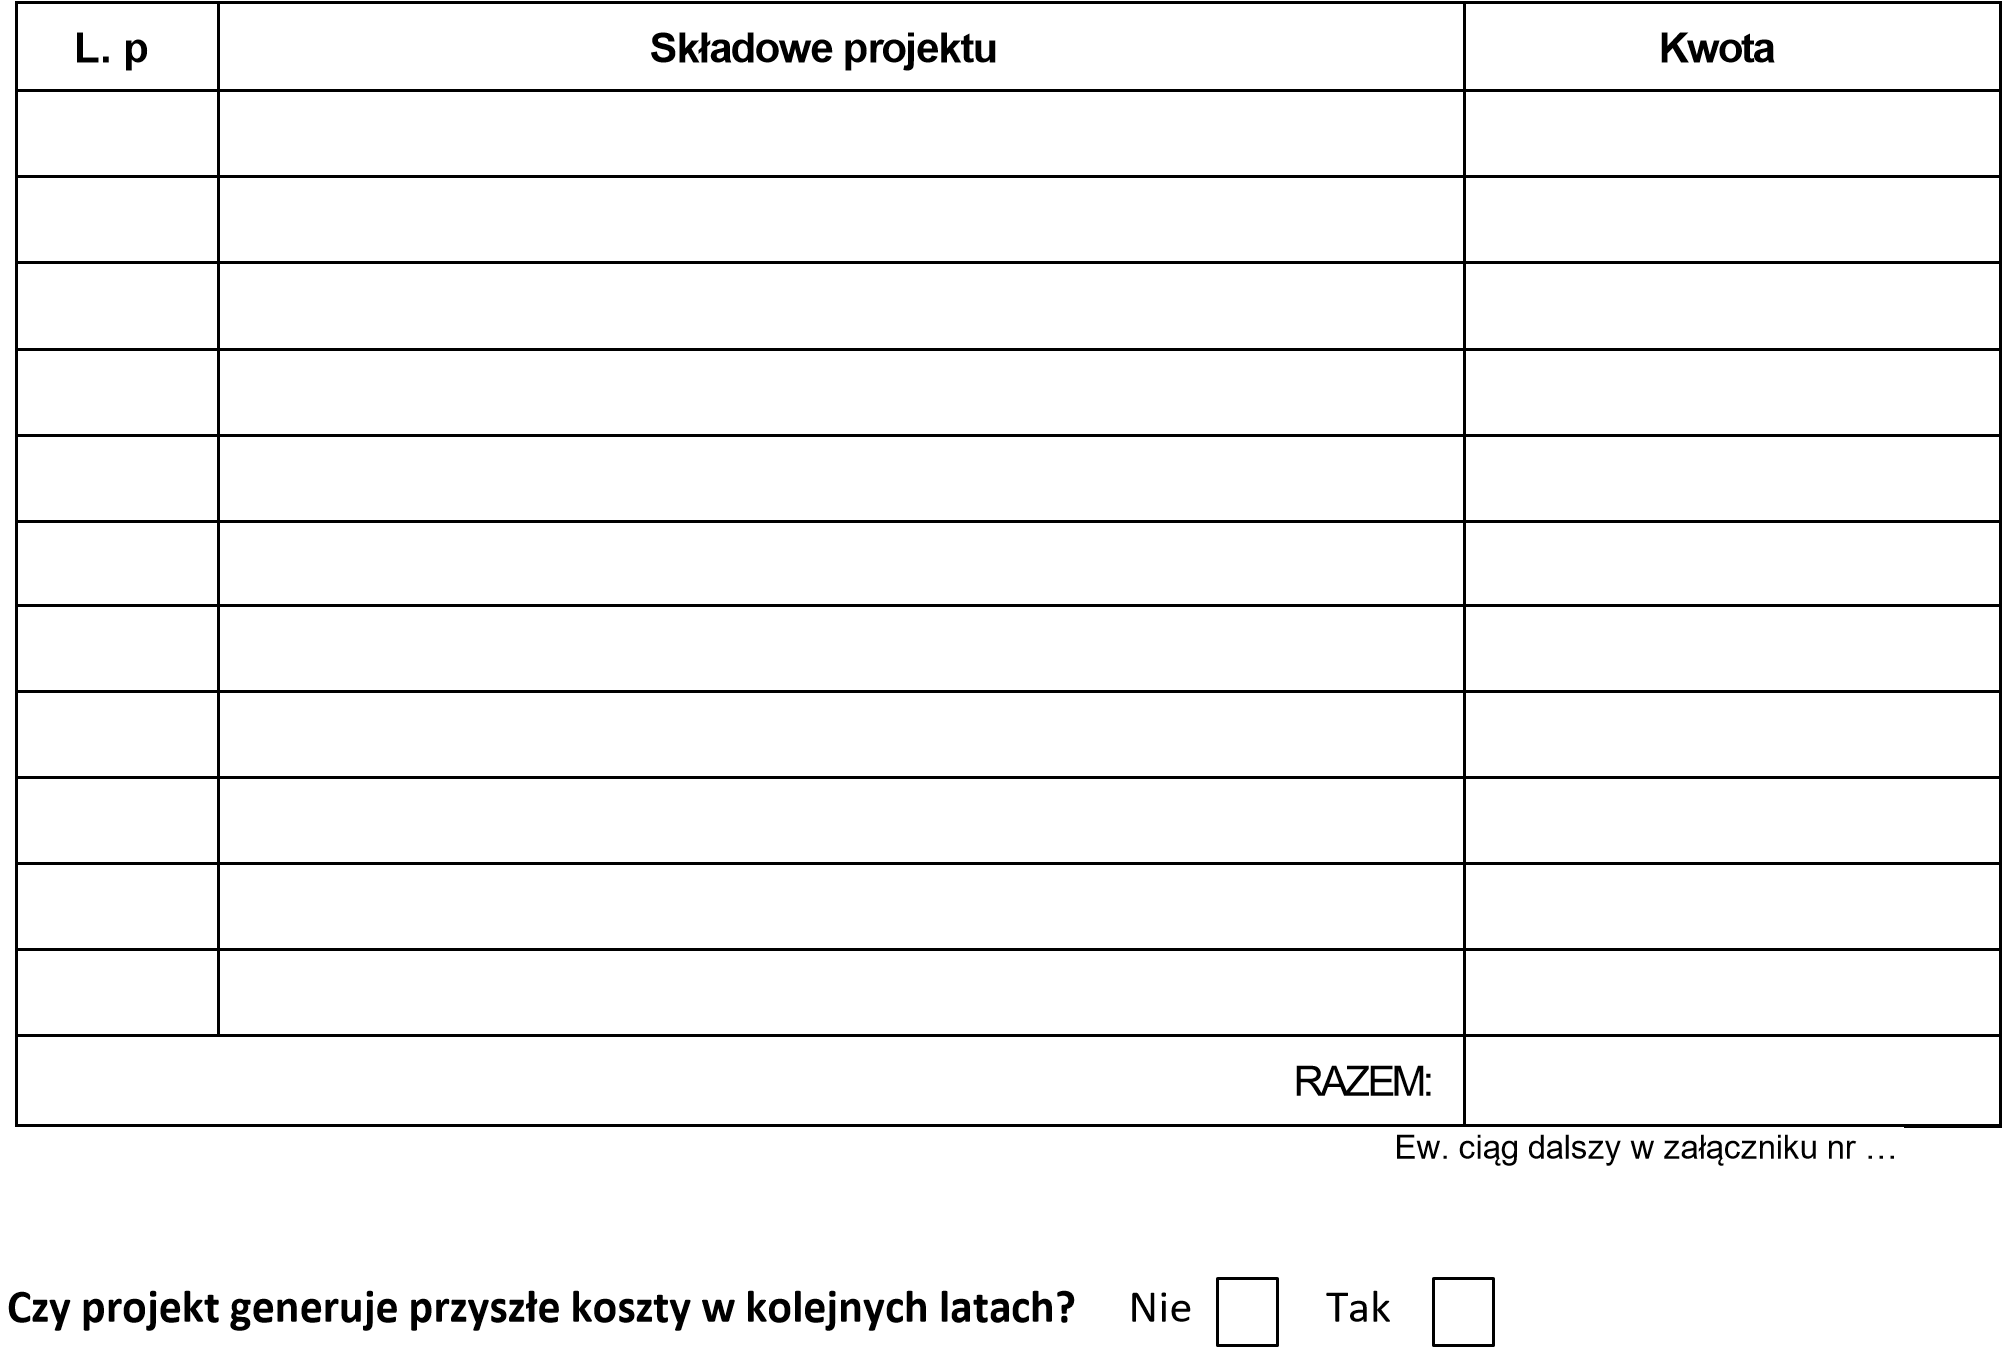 L. p Składowe projektu Kwota
RAZEM:
Ew. ciąg dalszy w załączniku nr …
Czy projekt generuje przyszłe koszty w kolejnych latach? Nie Tak